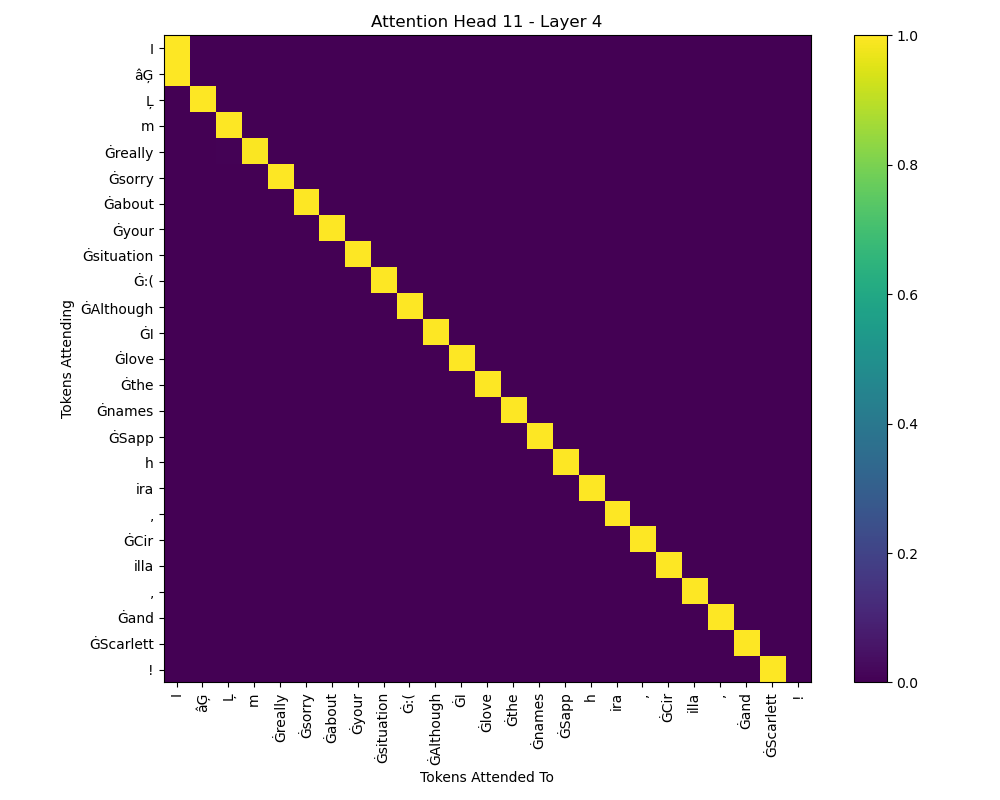 Attention Head 11 - Layer 4
Tokens Attending
I
âĢ
Ļ
m
Ġreally
Ġsorry
Ġabout
Ġyour
Ġsituation
Ġ:(
ĠAlthough
ĠI
Ġlove
Ġthe
Ġnames
ĠSapp
h
ira
,
ĠCir
illa
,
Ġand
ĠScarlett
!
I
âĢ
Ļ
m
Ġreally
Ġsorry
Ġabout
Ġyour
Ġsituation
Ġ:(
ĠAlthough
ĠI
Ġlove
Ġthe
Ġnames
ĠSapp
h
ira
,
ĠCir
illa
,
Ġand
ĠScarlett
!
Tokens Attended To
1.0
0.8
0.6
0.4
0.2
0.0